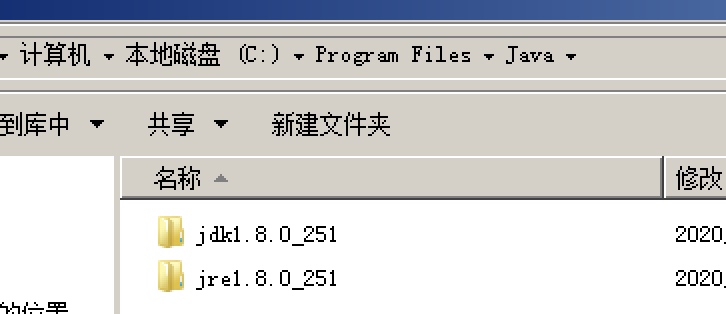 计算机 本地磁盘 (C:) Program Files Java
到库中 共享 新建文件夹
名称 修改
jdk1.8.0_251 2020_
jre1.8.0_251 2020_
的位置